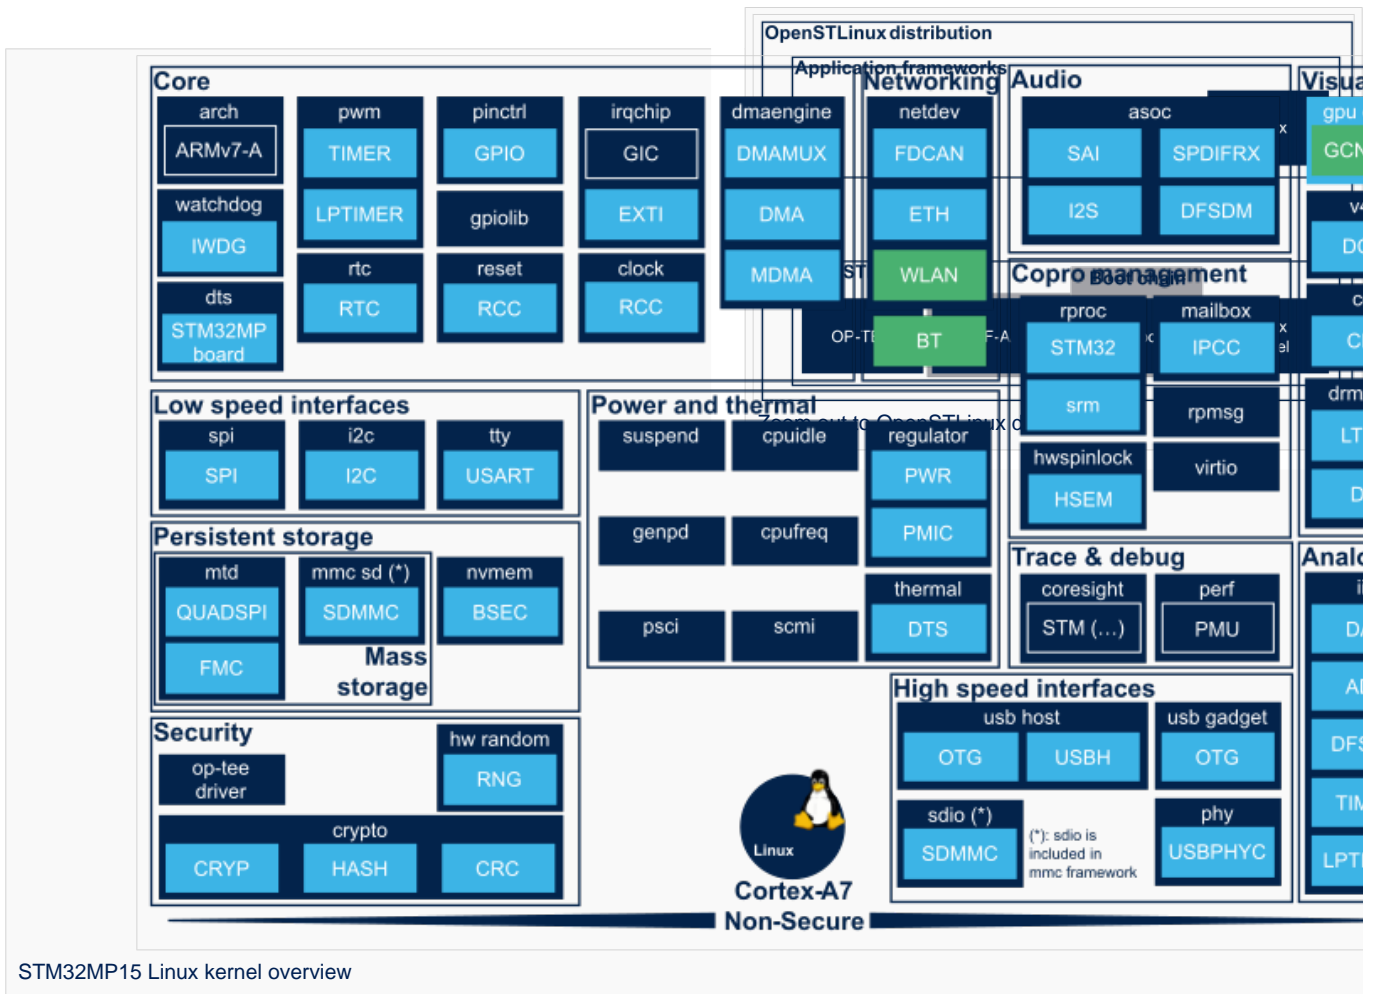 OpenSTLinux distribution
Application frameworks
Core
arch
ARMv7-A
watchdog
IWDG
dts
STM32MP
board
pwm
TIMER
LPTIMER
rtc
RTC
pinctrl
GPIO
gpiolib
reset
RCC
irqchip
GIC
EXTI
clock
RCC
dmaengine
DMAMUX
DMA
MDMA
Networking
netdev
FDCAN
ETH
WLAN
BT
Audio
asoc
SAI
SPDIFRX
I2S
DFSDM
Copro management
Boot chain
rproc
STM32
srm
mailbox
IPCC
rpmsg
hwspinlock
HSEM
virtio
gpu
Low speed interfaces
spi
SPI
i2c
I2C
tty
USART
Power and thermal
suspend
cpuidle
genpd
cpufreq
psci
scmi
regulator
PWR
PMIC
thermal
DTS
Persistent storage
mtd
QUADSPI
FMC
mmc sd (*)
SDMMC
Mass
storage
nvmem
BSEC
Trace & debug
coresight
STM (...)
perf
PMU
Security
op-tee
driver
hw random
RNG
crypto
CRYP
HASH
CRC
High speed interfaces
usb host
OTG
USBH
usb gadget
OTG
sdio (*)
SDMMC
(*): sdio is
included in
mmc framework
phy
USBPHYC
Linux
Cortex-A7
Non-Secure
STM32MP15 Linux kernel overview